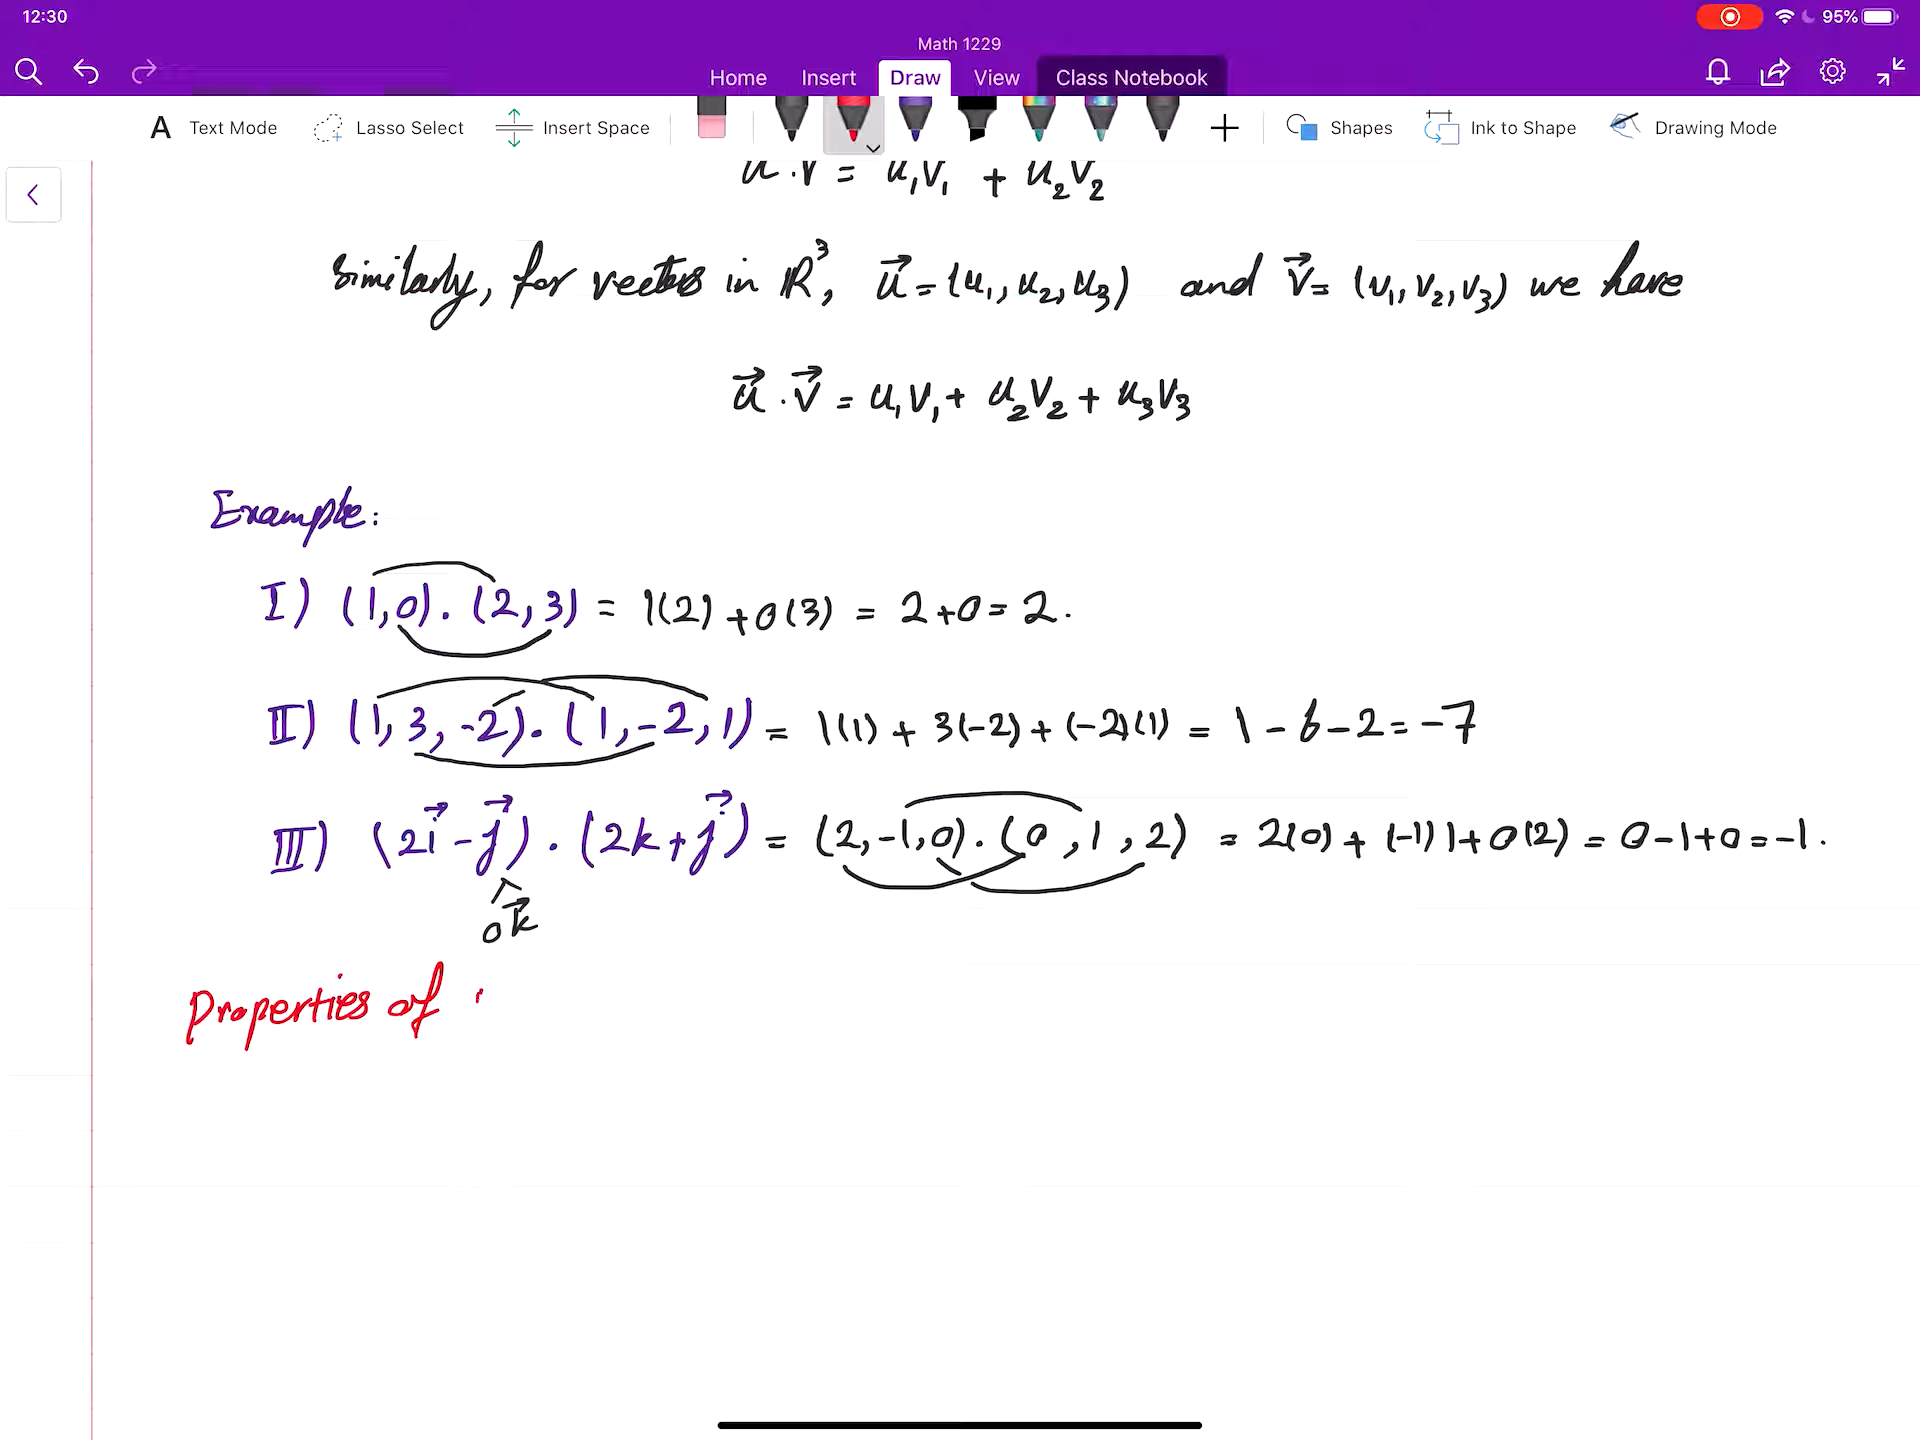 12:30
95%
Math 1229
Home Insert Draw View Class Notebook
A Text Mode Lasso Select Insert Space Shapes Ink to Shape Drawing Mode
u . v = u₁v₁ + u₂v₂
Similarly, for vectors in ℝ³, u⃗ = (u₁, u₂, u₃) and v⃗ = (v₁, v₂, v₃) we have
u⃗ . v⃗ = u₁v₁ + u₂v₂ + u₃v₃
Example:
I) (1,0) . (2,3) = 1(2) + 0(3) = 2+0 = 2.
II) (1, 3, -2) . (1, -2, 1) = 1(1) + 3(-2) + (-2)(1) = 1 - 6 - 2 = -7
III) (2i⃗ - j⃗) . (2k + j⃗) = (2,-1,0) . (0,1,2) = 2(0) + (-1)1 + 0(2) = 0-1+0 = -1.
0k⃗
Properties of